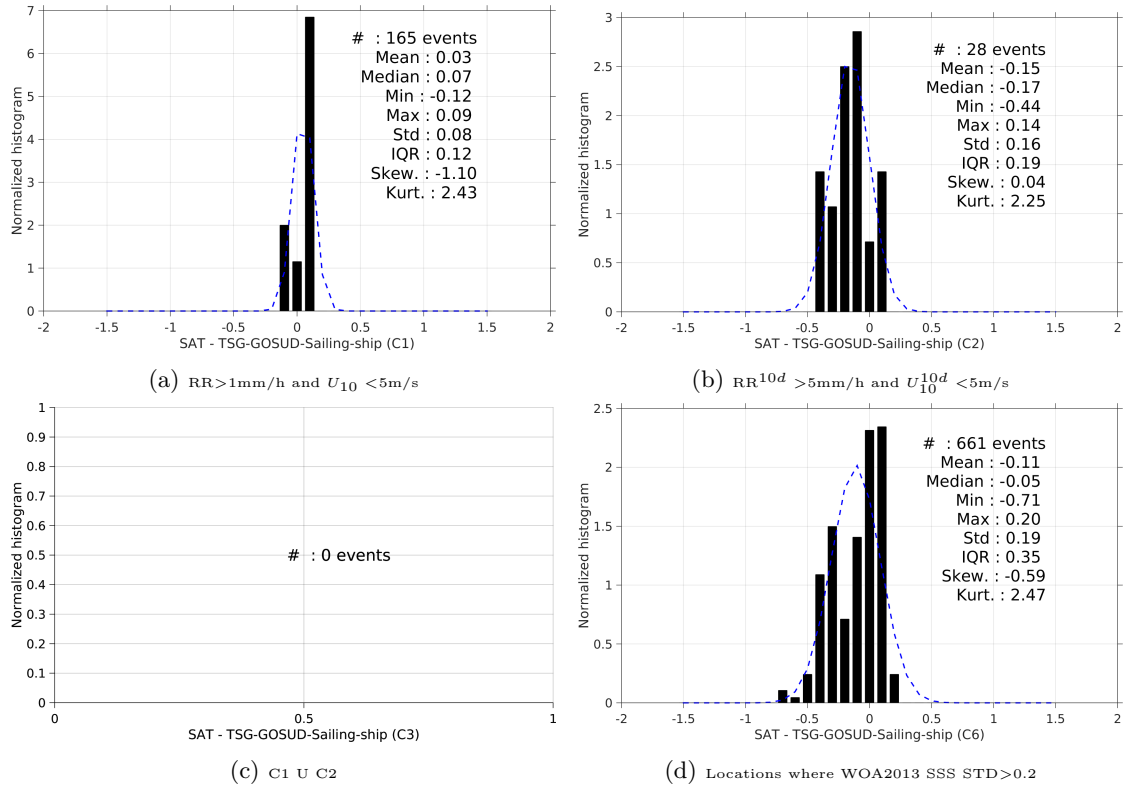 7
6
5
4
3
2
1
0
Normalized histogram
# : 165 events
Mean : 0.03
Median : 0.07
Min : -0.12
Max : 0.09
Std : 0.08
IQR : 0.12
Skew. : -1.10
Kurt. : 2.43
-2 -1.5 -1 -0.5 0 0.5 1 1.5 2
SAT - TSG-GOSUD-Sailing-ship (C1)
(a) RR>1mm/h and U10 <5m/s
3
2.5
2
1.5
1
0.5
0
Normalized histogram
# : 28 events
Mean : -0.15
Median : -0.17
Min : -0.44
Max : 0.14
Std : 0.16
IQR : 0.19
Skew. : 0.04
Kurt. : 2.25
-2 -1.5 -1 -0.5 0 0.5 1 1.5 2
SAT - TSG-GOSUD-Sailing-ship (C2)
(b) RR10d >5mm/h and U10d10 <5m/s
1
0.9
0.8
0.7
0.6
0.5
0.4
0.3
0.2
0.1
0
Normalized histogram
# : 0 events
0 0.5 1
SAT - TSG-GOSUD-Sailing-ship (C3)
(c) C1 U C2
2.5
2
1.5
1
0.5
0
Normalized histogram
# : 661 events
Mean : -0.11
Median : -0.05
Min : -0.71
Max : 0.20
Std : 0.19
IQR : 0.35
Skew. : -0.59
Kurt. : 2.47
-2 -1.5 -1 -0.5 0 0.5 1 1.5 2
SAT - TSG-GOSUD-Sailing-ship (C6)
(d) Locations where WOA2013 SSS STD>0.2